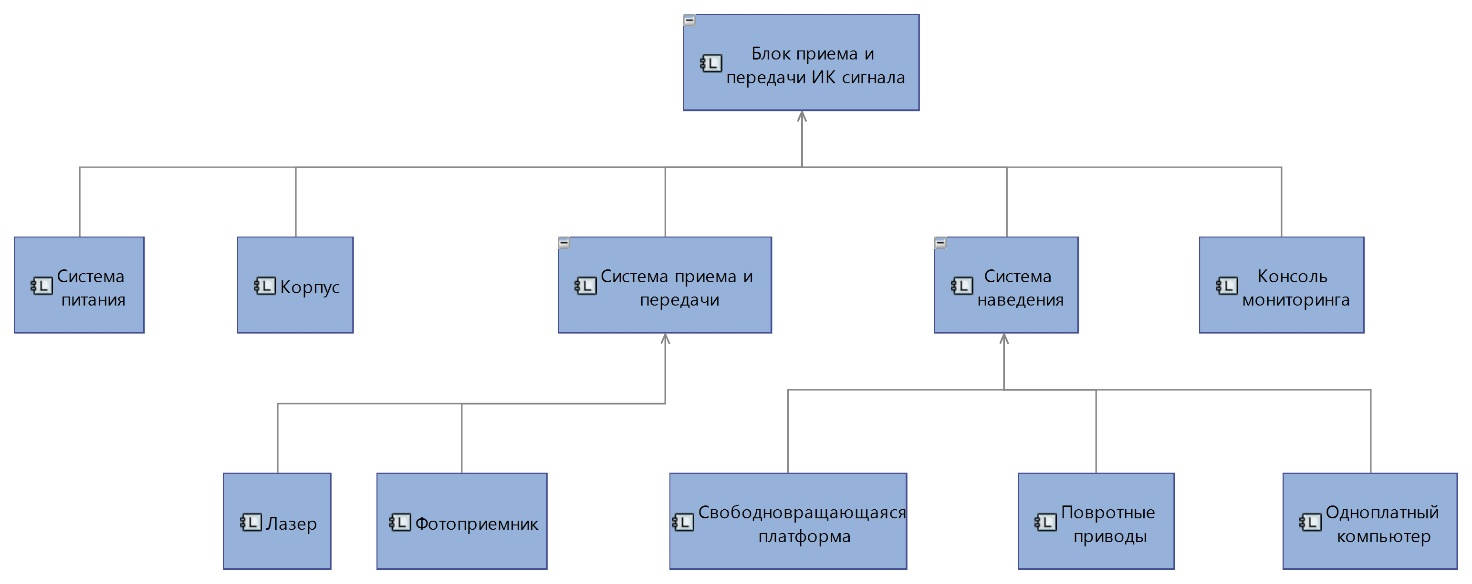 Блок приема и
передачи ИК сигнала
Система
питания
Корпус
Система приема и
передачи
Система
наведения
Консоль
мониторинга
Лазер
Фотоприемник
Свободновращающаяся
платформа
Повротные
приводы
Одноплатный
компьютер